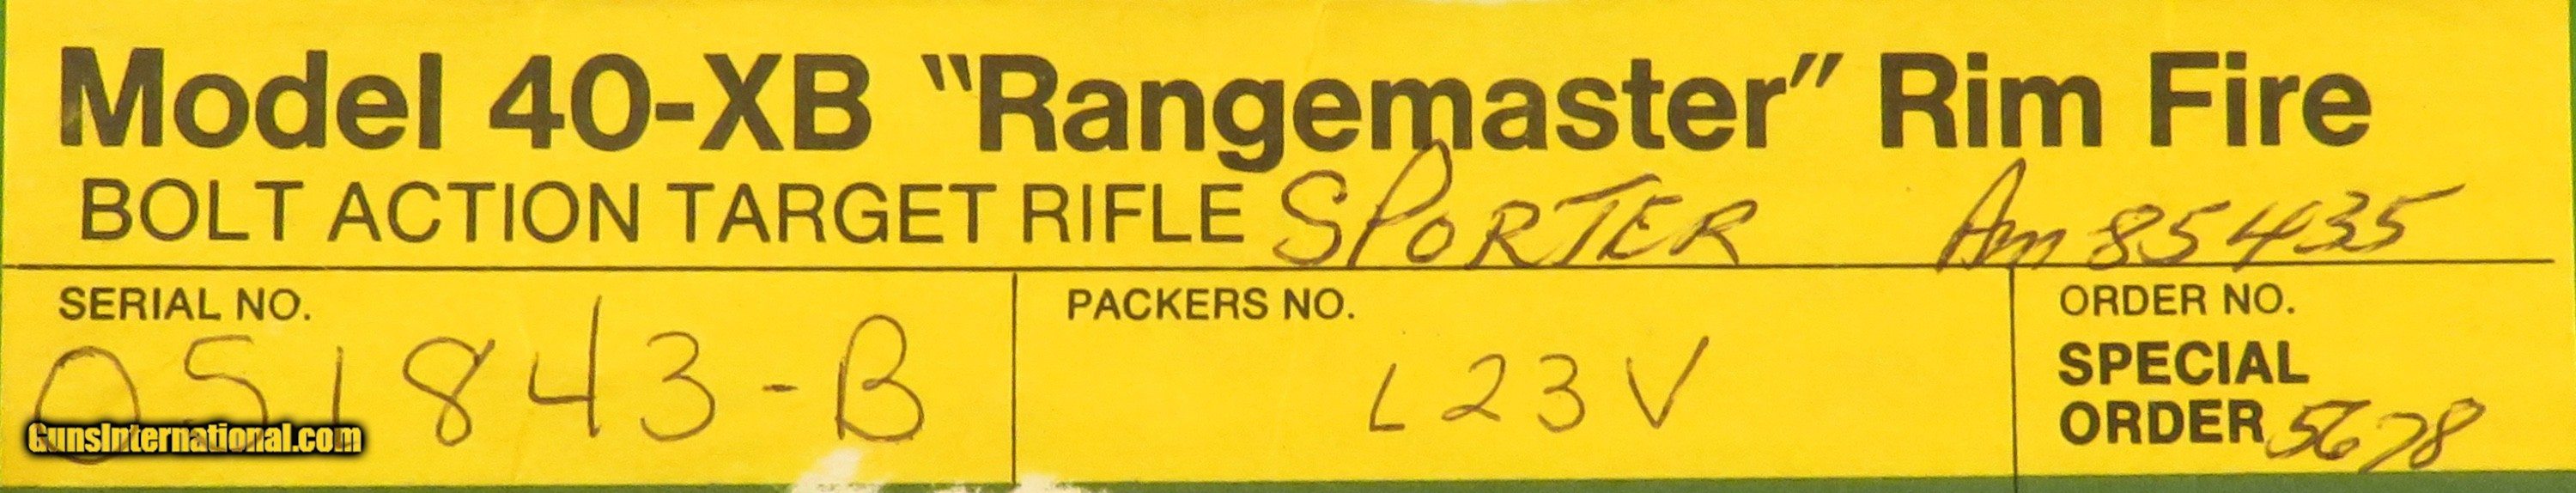 Model 40-XB "Rangemaster" Rim Fire
BOLT ACTION TARGET RIFLE SPORTER Am 85435
SERIAL NO. PACKERS NO. ORDER NO.
051843-B L23V SPECIAL
ORDER 5678
GunsInternational.com